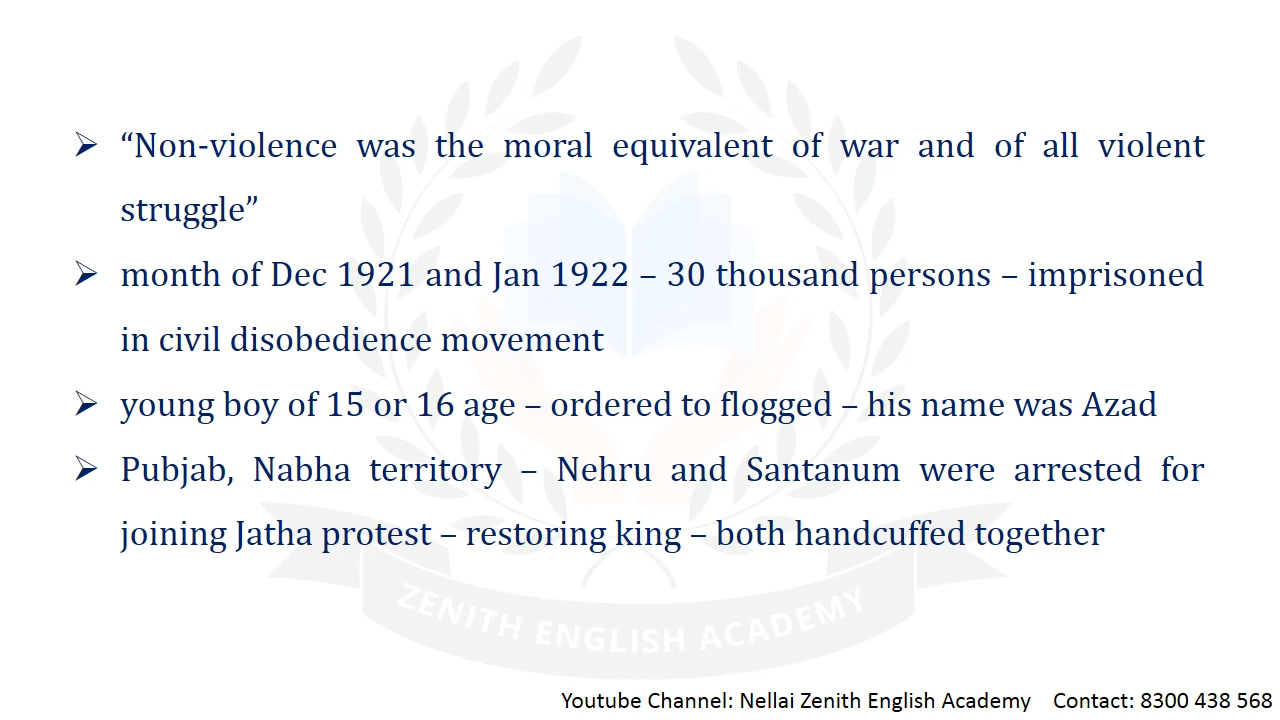 ➢ “Non-violence was the moral equivalent of war and of all violent
struggle”
➢ month of Dec 1921 and Jan 1922 – 30 thousand persons – imprisoned
in civil disobedience movement
➢ young boy of 15 or 16 age – ordered to flogged – his name was Azad
➢ Pubjab, Nabha territory – Nehru and Santanum were arrested for
joining Jatha protest – restoring king – both handcuffed together
ZENITH ENGLISH ACADEMY
Youtube Channel: Nellai Zenith English Academy Contact: 8300 438 568